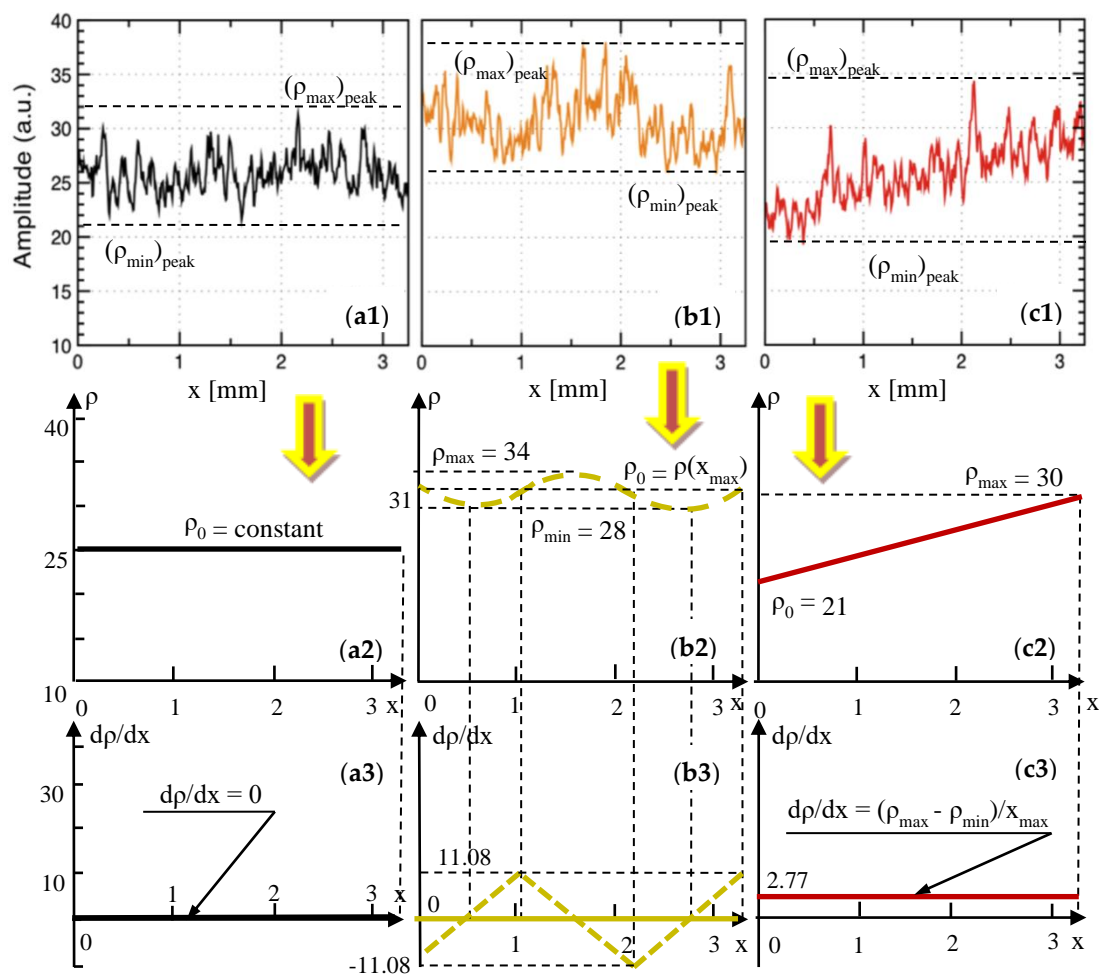 Amplitude (a.u.)
40
35
30
25
20
15
10
(ρmax)peak
(ρmin)peak
(a1)
0 1 2 3
x [mm]
(ρmax)peak
(ρmin)peak
(b1)
0 1 2 3
x [mm]
(ρmax)peak
(ρmin)peak
(c1)
0 1 2 3
x [mm]
ρ
40
25
10
ρ0 = constant
(a2)
1 2 3 x
ρ
31
ρmax = 34
ρ0 = ρ(xmax)
ρmin = 28
(b2)
0 1 2 3 x
ρ
ρmax = 30
ρ0 = 21
(c2)
0 1 2 3 x
dρ/dx
30
10
(a3)
dρ/dx = 0
1 2 3 x
0
dρ/dx
(b3)
11.08
0
-11.08
1 2 3 x
dρ/dx
(c3)
dρ/dx = (ρmax - ρmin)/xmax
2.77
0 1 2 3 x